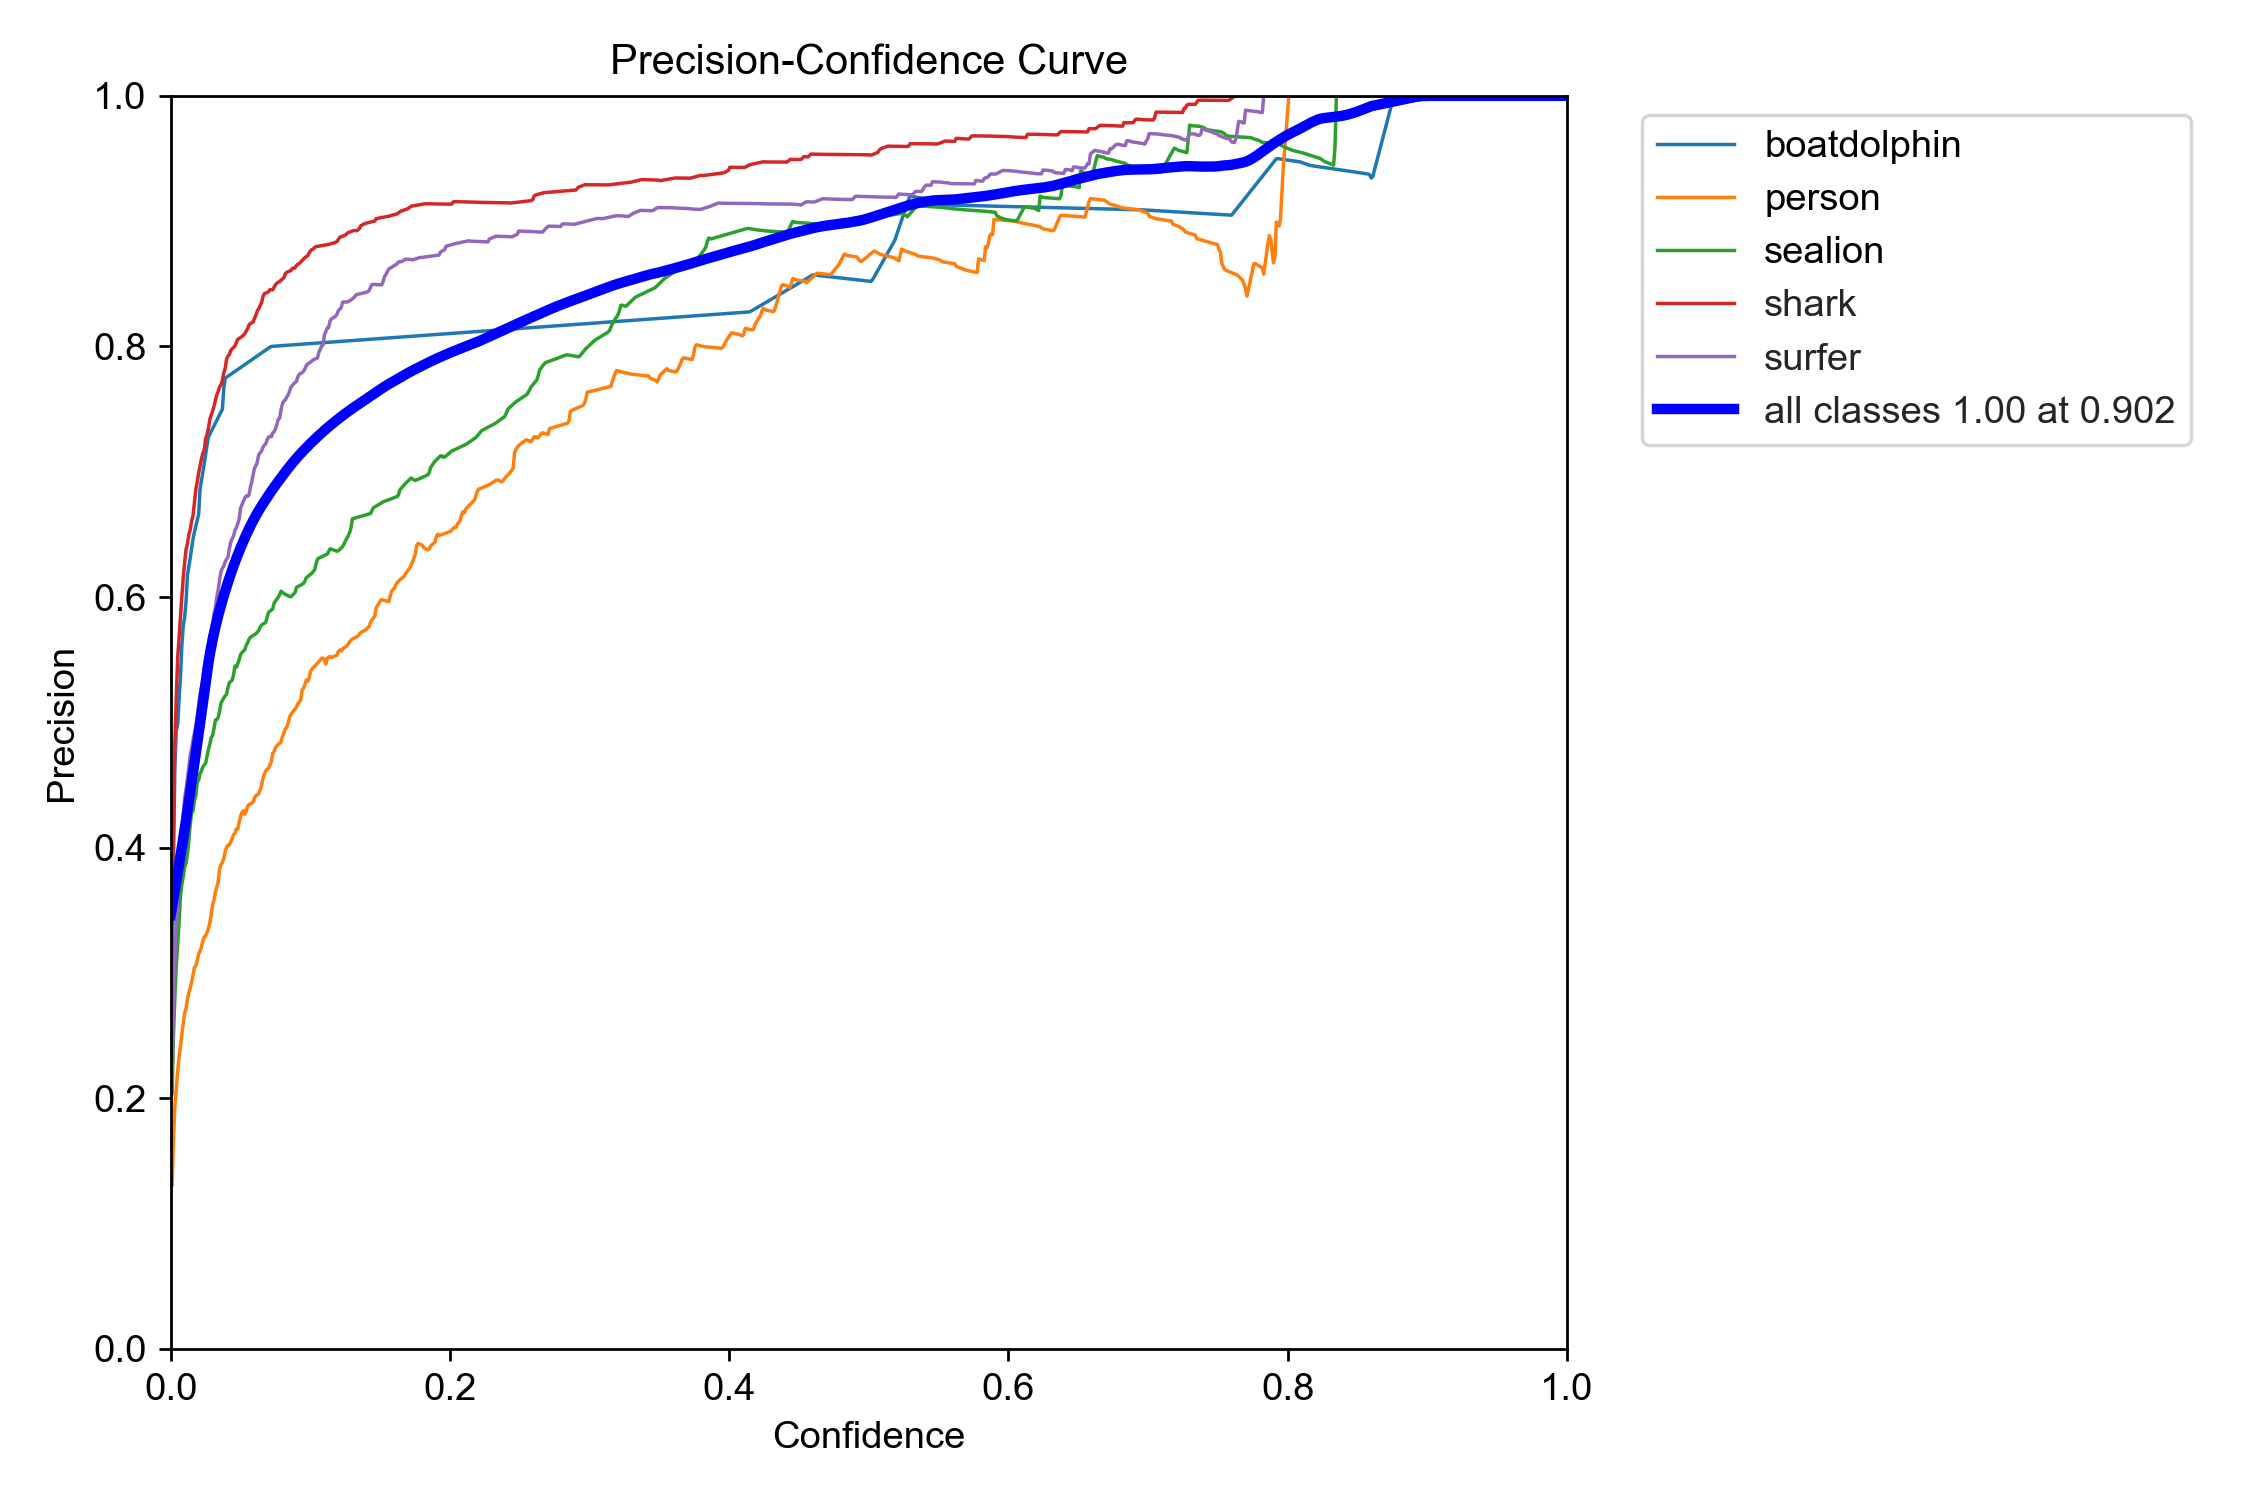 Precision-Confidence Curve
1.0
0.8
0.6
0.4
0.2
0.0
Precision
0.0 0.2 0.4 0.6 0.8 1.0
Confidence
boatdolphin
person
sealion
shark
surfer
all classes 1.00 at 0.902